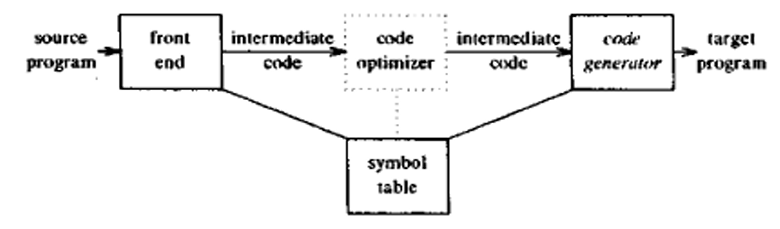 source
program
front
end
intermediate
code
code
optimizer
intermediate
code
code
generator
target
program
symbol
table